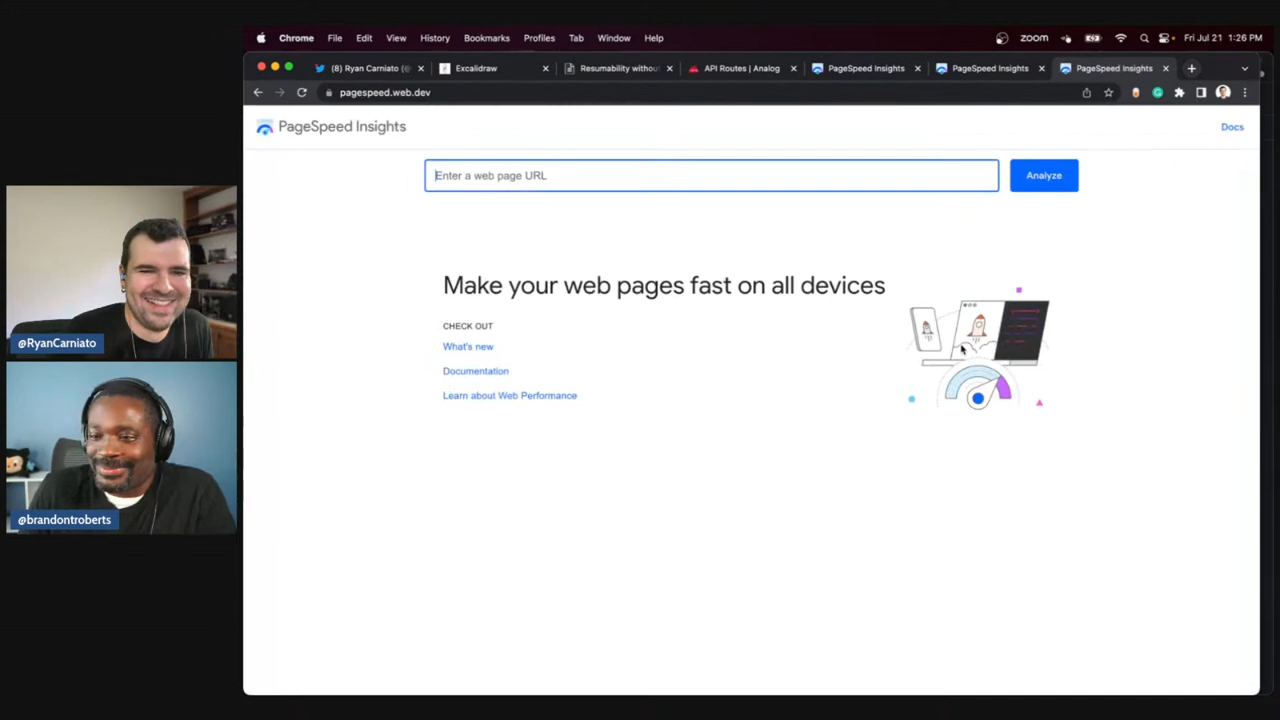 Chrome File Edit View History Bookmarks Profiles Tab Window Help
zoom Fri Jul 21 1:26 PM
(8) Ryan Carniato (@
Excalidraw
Resumability withou
API Routes | Analog
PageSpeed Insights
PageSpeed Insights
PageSpeed Insights
pagespeed.web.dev
PageSpeed Insights
Docs
Enter a web page URL
Analyze
Make your web pages fast on all devices
CHECK OUT
What's new
Documentation
Learn about Web Performance
@RyanCarniato
@brandontroberts